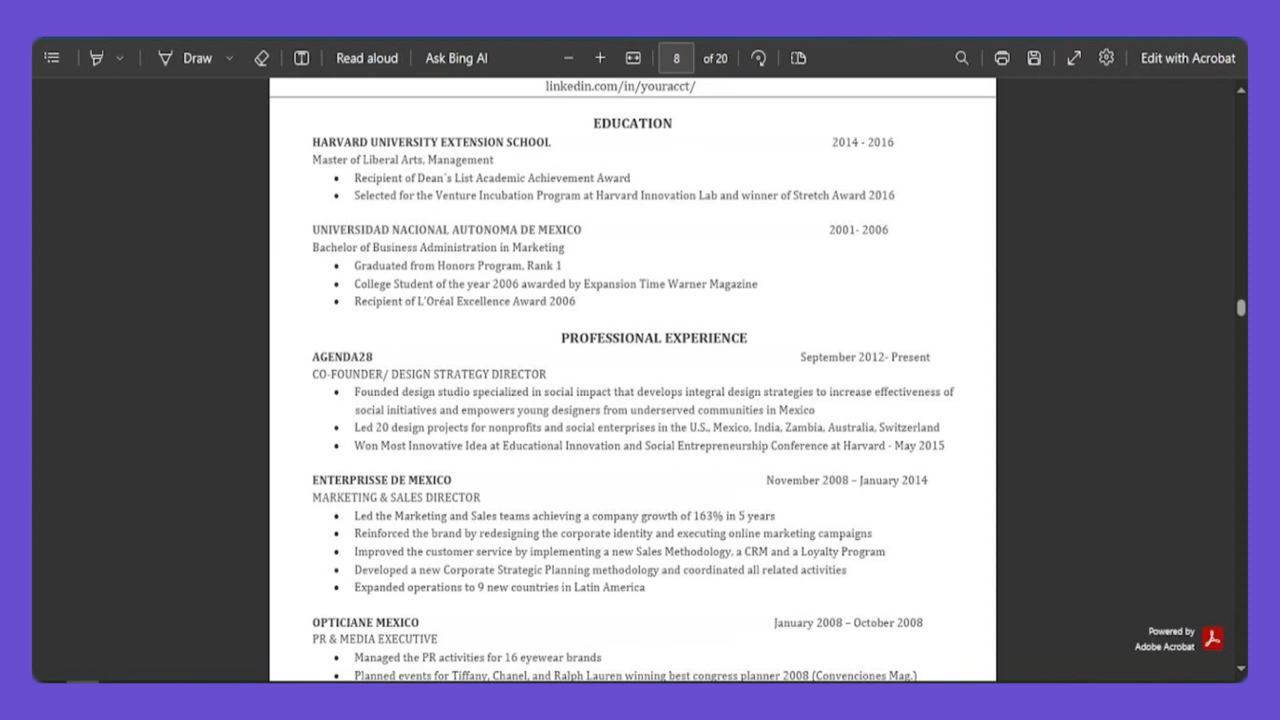 Draw
Read aloud
Ask Bing AI
8
of 20
Edit with Acrobat
linkedin.com/in/youracct/
EDUCATION
HARVARD UNIVERSITY EXTENSION SCHOOL 2014 - 2016
Master of Liberal Arts, Management
• Recipient of Dean´s List Academic Achievement Award
• Selected for the Venture Incubation Program at Harvard Innovation Lab and winner of Stretch Award 2016
UNIVERSIDAD NACIONAL AUTONOMA DE MEXICO 2001- 2006
Bachelor of Business Administration in Marketing
• Graduated from Honors Program, Rank 1
• College Student of the year 2006 awarded by Expansion Time Warner Magazine
• Recipient of L'Oréal Excellence Award 2006
PROFESSIONAL EXPERIENCE
AGENDA28 September 2012- Present
CO-FOUNDER/ DESIGN STRATEGY DIRECTOR
• Founded design studio specialized in social impact that develops integral design strategies to increase effectiveness of
social initiatives and empowers young designers from underserved communities in Mexico
• Led 20 design projects for nonprofits and social enterprises in the U.S., Mexico, India, Zambia, Australia, Switzerland
• Won Most Innovative Idea at Educational Innovation and Social Entrepreneurship Conference at Harvard - May 2015
ENTERPRISSE DE MEXICO November 2008 – January 2014
MARKETING & SALES DIRECTOR
• Led the Marketing and Sales teams achieving a company growth of 163% in 5 years
• Reinforced the brand by redesigning the corporate identity and executing online marketing campaigns
• Improved the customer service by implementing a new Sales Methodology, a CRM and a Loyalty Program
• Developed a new Corporate Strategic Planning methodology and coordinated all related activities
• Expanded operations to 9 new countries in Latin America
OPTICIANE MEXICO January 2008 – October 2008
PR & MEDIA EXECUTIVE
• Managed the PR activities for 16 eyewear brands
• Planned events for Tiffany, Chanel, and Ralph Lauren winning best congress planner 2008 (Convenciones Mag.)
Powered by
Adobe Acrobat